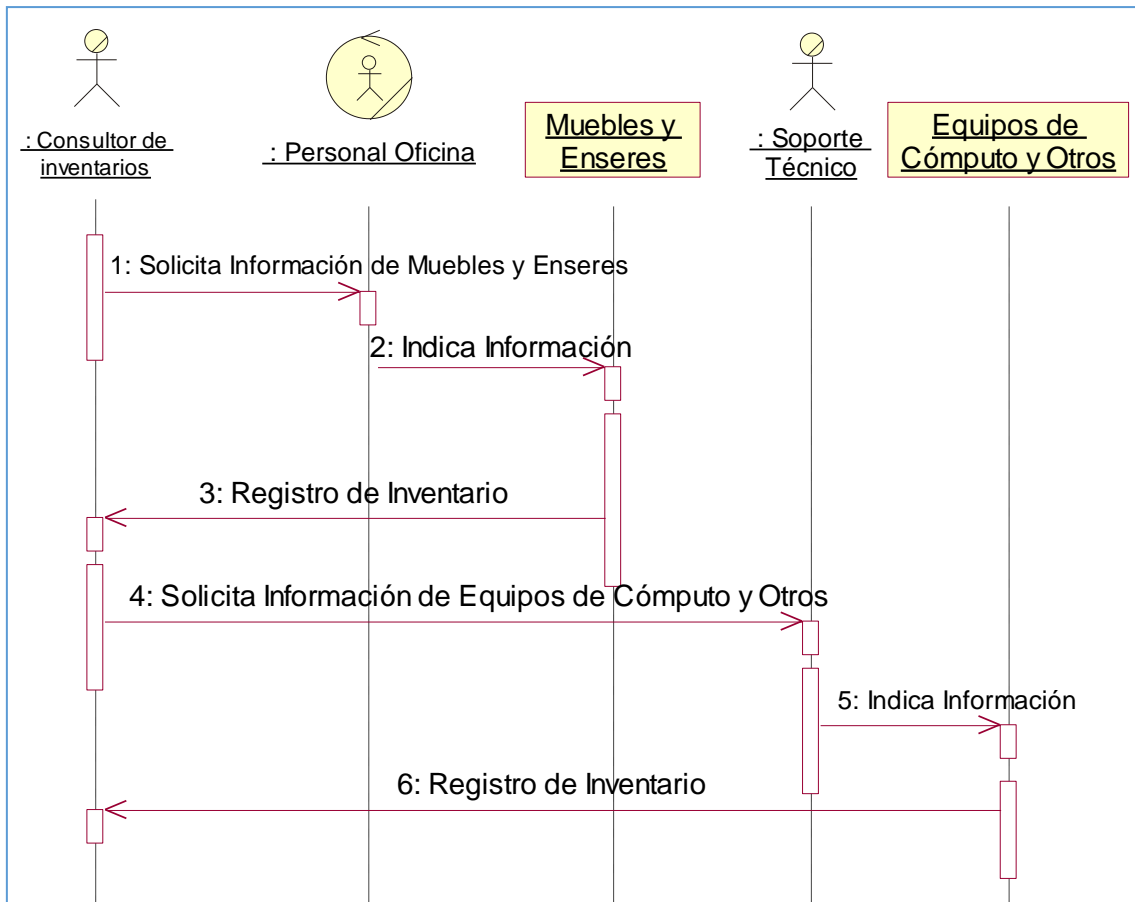 : Consultor de
inventarios
: Personal Oficina
Muebles y
Enseres
: Soporte
Técnico
Equipos de
Cómputo y Otros
1: Solicita Información de Muebles y Enseres
2: Indica Información
3: Registro de Inventario
4: Solicita Información de Equipos de Cómputo y Otros
5: Indica Información
6: Registro de Inventario